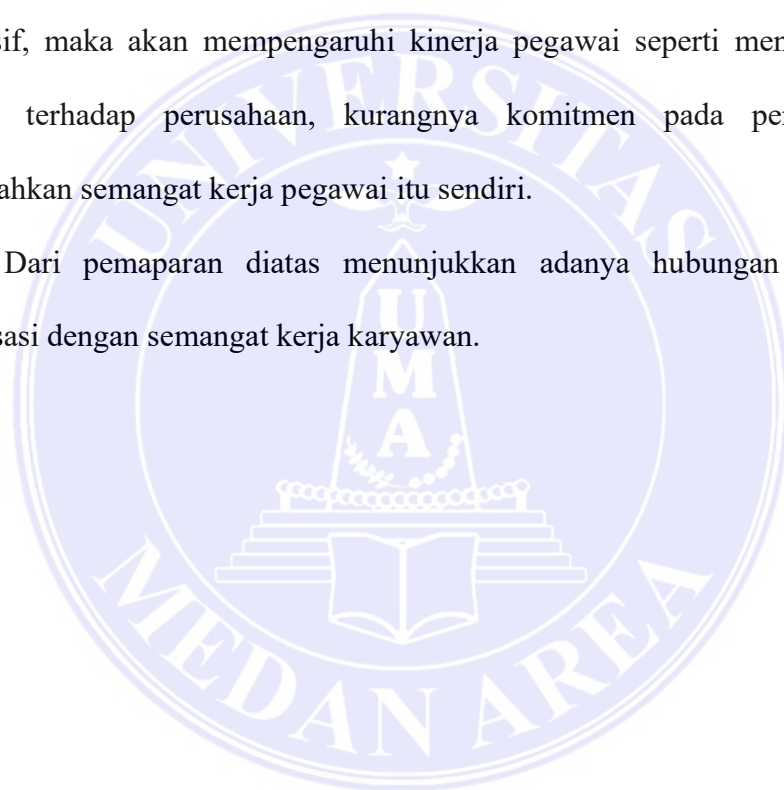 sif, maka akan mempengaruhi kinerja pegawai seperti men
terhadap perusahaan, kurangnya komitmen pada per
ahkan semangat kerja pegawai itu sendiri.
Dari pemaparan diatas menunjukkan adanya hubungan
sasi dengan semangat kerja karyawan.
UNIVERSITAS
U
M
A
MEDAN AREA